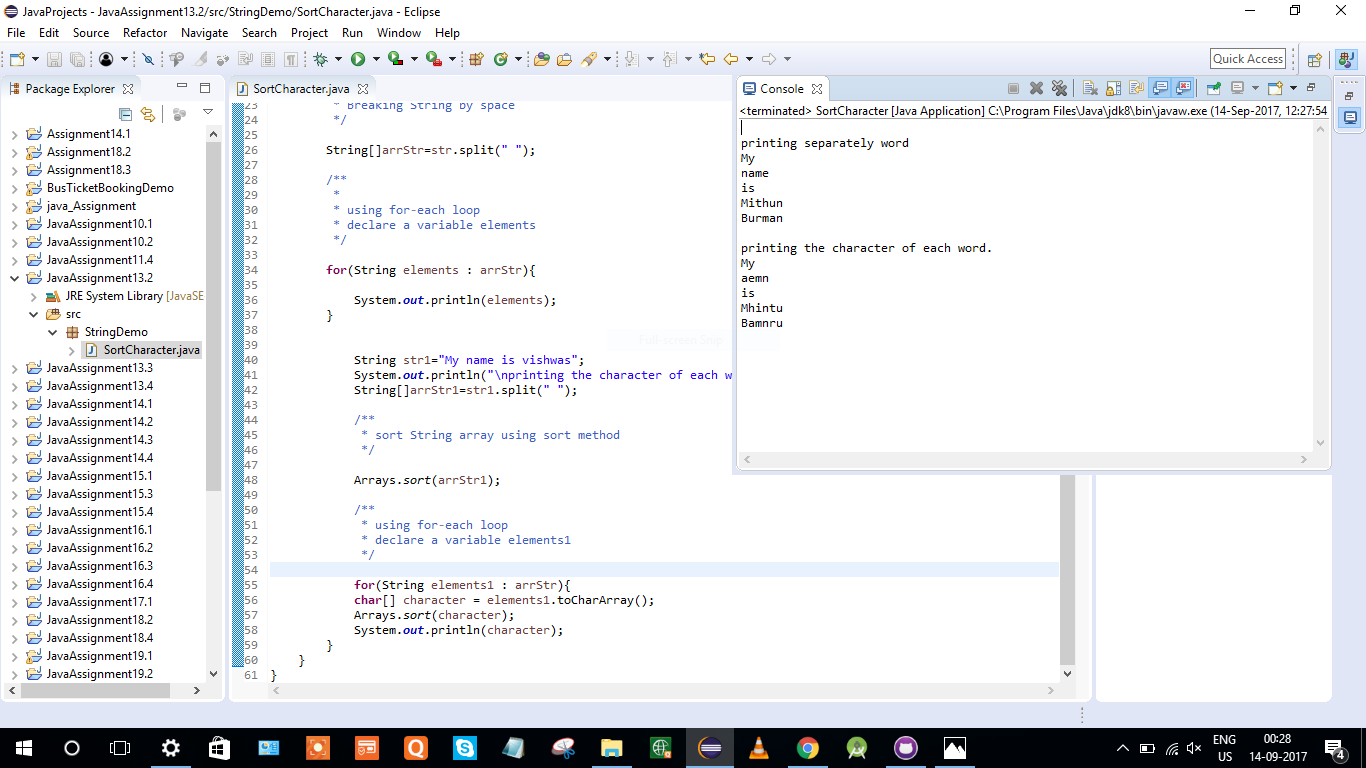 JavaProjects - JavaAssignment13.2/src/StringDemo/SortCharacter.java - Eclipse
File Edit Source Refactor Navigate Search Project Run Window Help
Quick Access
Package Explorer
Assignment14.1
Assignment18.2
Assignment18.3
BusTicketBookingDemo
java_Assignment
JavaAssignment10.1
JavaAssignment10.2
JavaAssignment11.4
JavaAssignment13.2
JRE System Library [JavaSE
src
StringDemo
SortCharacter.java
JavaAssignment13.3
JavaAssignment13.4
JavaAssignment14.1
JavaAssignment14.2
JavaAssignment14.3
JavaAssignment14.4
JavaAssignment15.1
JavaAssignment15.3
JavaAssignment15.4
JavaAssignment16.1
JavaAssignment16.2
JavaAssignment16.3
JavaAssignment16.4
JavaAssignment17.1
JavaAssignment18.2
JavaAssignment18.4
JavaAssignment19.1
JavaAssignment19.2
SortCharacter.java
23 * Breaking String by space
24 */
25
26 String[]arrStr=str.split(" ");
27
28 /**
29 *
30 * using for-each loop
31 * declare a variable elements
32 */
33
34 for(String elements : arrStr){
35
36 System.out.println(elements);
37 }
38
39
40 String str1="My name is vishwas";
41 System.out.println("\nprinting the character of each w
42 String[]arrStr1=str1.split(" ");
43
44 /**
45 * sort String array using sort method
46 */
47
48 Arrays.sort(arrStr1);
49
50 /**
51 * using for-each loop
52 * declare a variable elements1
53 */
54
55 for(String elements1 : arrStr){
56 char[] character = elements1.toCharArray();
57 Arrays.sort(character);
58 System.out.println(character);
59 }
60 }
61 }
Console
<terminated> SortCharacter [Java Application] C:\Program Files\Java\jdk8\bin\javaw.exe (14-Sep-2017, 12:27:54
printing separately word
My
name
is
Mithun
Burman
printing the character of each word.
My
aemn
is
Mhintu
Bamnru
ENG
US
00:28
14-09-2017
4